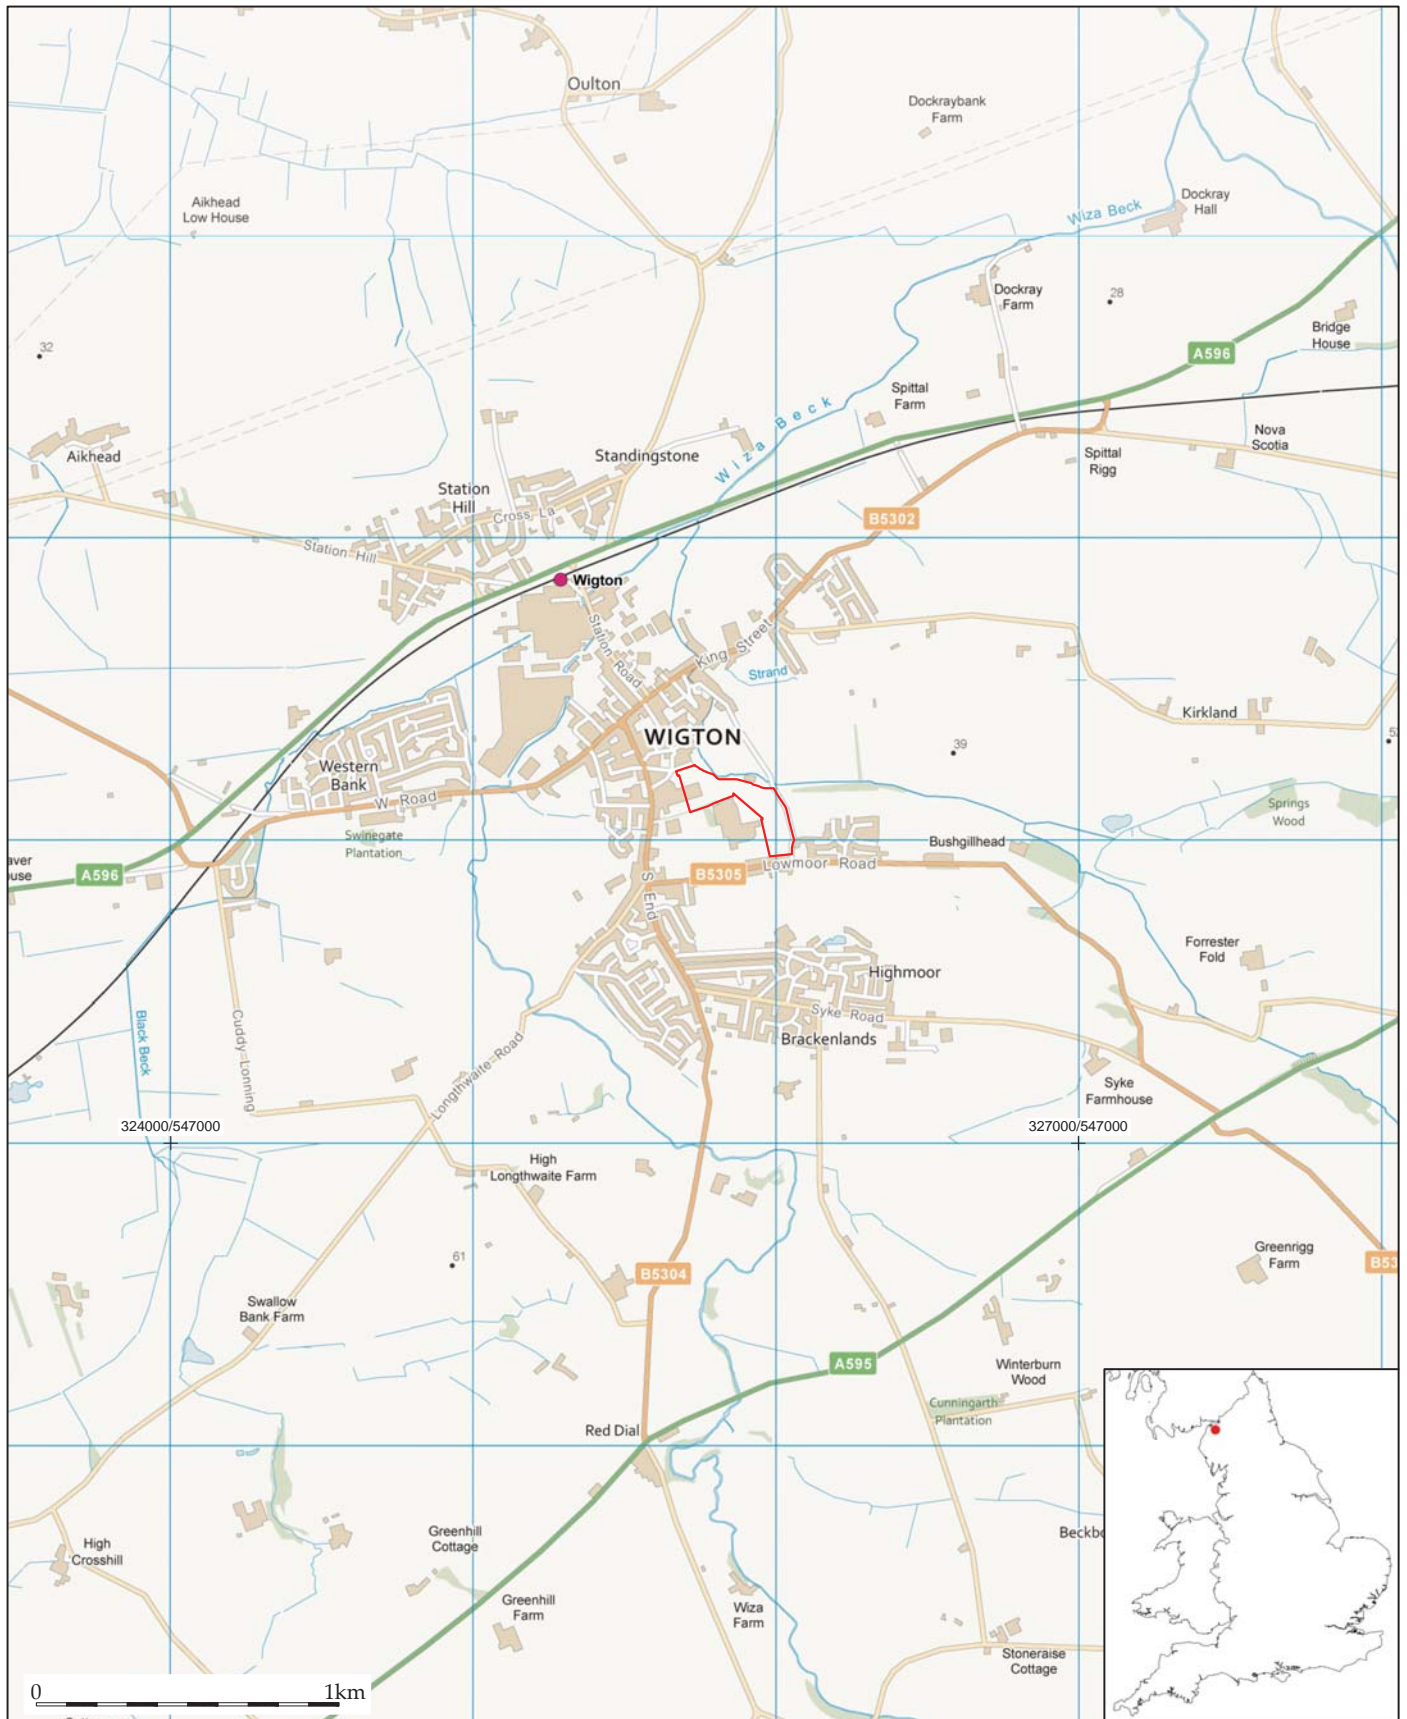 Oulton
Dockraybank
Farm
Aikhead
Low House
Dockray
Hall
Wiza Beck
Dockray
Farm
28
Bridge
House
32
A596
Spittal
Farm
Wiza Beck
Nova
Scotia
Aikhead
Standingstone
Spittal
Rigg
Station
Hill
Cross La
B5302
Station Hill
Wigton
Station Road
King Street
Strand
Kirkland
WIGTON
39
Western
Bank
W Road
Springs
Wood
Swinegate
Plantation
Bushgillhead
Lowmoor Road
A596
B5305
S End
Forrester
Fold
Highmoor
Syke Road
Brackenlands
Black Beck
Cuddy Lonning
Longthwaite Road
Syke
Farmhouse
324000/547000
327000/547000
High
Longthwaite Farm
61
Greenrigg
Farm
B5304
B53
Swallow
Bank Farm
A595
Winterburn
Wood
Cunningarth
Plantation
Red Dial
High
Crosshill
Greenhill
Cottage
Greenhill
Farm
Wiza
Farm
Stoneraise
Cottage
0 1km